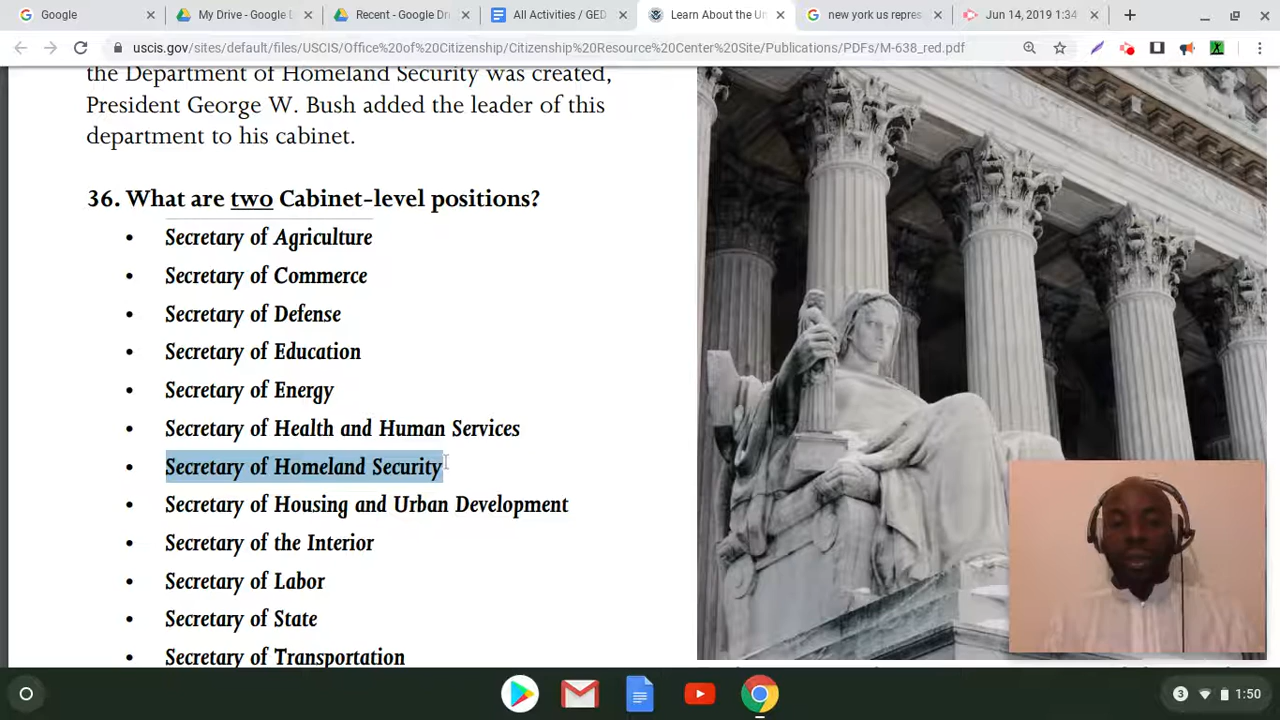 Google
My Drive - Google D
Recent - Google Dr
All Activities / GED
Learn About the Un
new york us repres
Jun 14, 2019 1:34
uscis.gov/sites/default/files/USCIS/Office%20of%20Citizenship/Citizenship%20Resource%20Center%20Site/Publications/PDFs/M-638_red.pdf
the Department of Homeland Security was created,
President George W. Bush added the leader of this
department to his cabinet.
36. What are two Cabinet-level positions?
• Secretary of Agriculture
• Secretary of Commerce
• Secretary of Defense
• Secretary of Education
• Secretary of Energy
• Secretary of Health and Human Services
• Secretary of Homeland Security
• Secretary of Housing and Urban Development
• Secretary of the Interior
• Secretary of Labor
• Secretary of State
• Secretary of Transportation
3
1:50